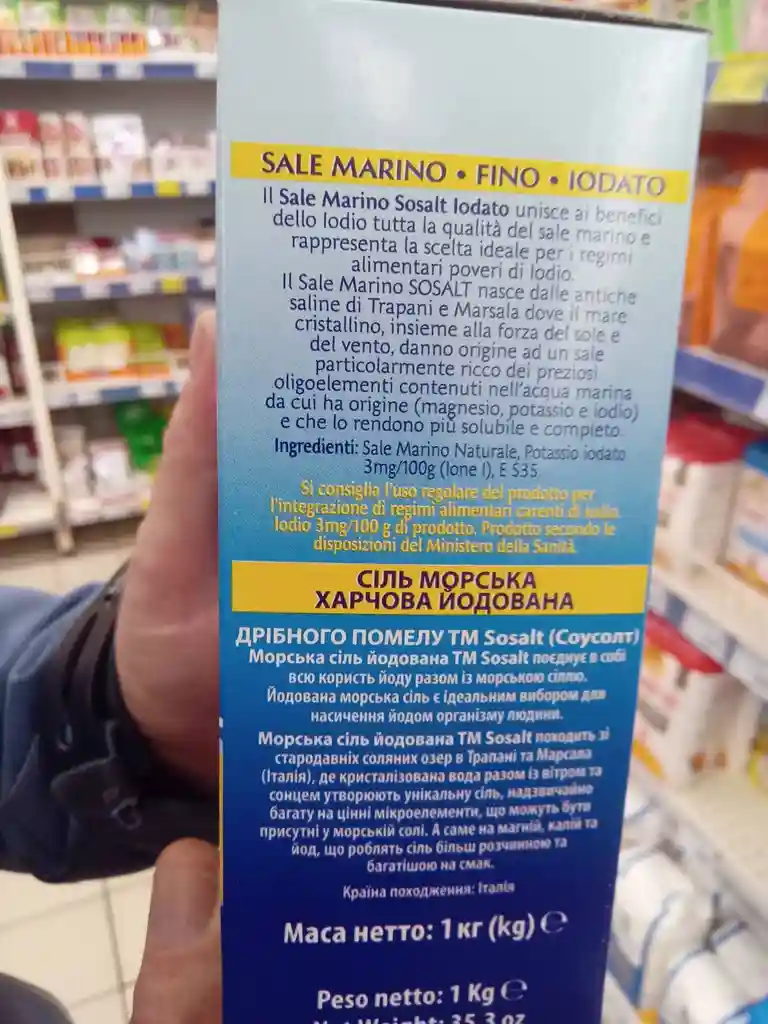 SALE MARINO • FINO • IODATO
Il Sale Marino Sosalt Iodato unisce ai benefici
dello Iodio tutta la qualità del sale marino e
rappresenta la scelta ideale per i regimi
alimentari poveri di Iodio.
Il Sale Marino SOSALT nasce dalle antiche
saline di Trapani e Marsala dove il mare
cristallino, insieme alla forza del sole e
del vento, danno origine ad un sale
particolarmente ricco dei preziosi
oligoelementi contenuti nell'acqua marina
da cui ha origine (magnesio, potassio e iodio)
e che lo rendono più solubile e completo.
Ingredienti: Sale Marino Naturale, Potassio iodato
3mg/100g (Ione I), E 535
Si consiglia l'uso regolare del prodotto per
l'integrazione di regimi alimentari carenti di iodio.
Iodio 3mg/100 g di prodotto. Prodotto secondo le
disposizioni del Ministero della Sanità.
СІЛЬ МОРСЬКА
ХАРЧОВА ЙОДОВАНА
ДРІБНОГО ПОМЕЛУ ТМ Sosalt (Соусолт)
Морська сіль йодована ТМ Sosalt поєднує в собі
всю користь йоду разом із морською сіллю.
Йодована морська сіль є ідеальним вибором для
насичення йодом організму людини.
Морська сіль йодована ТМ Sosalt походить зі
стародавніх соляних озер в Трапані та Марсала
(Італія), де кристалізована вода разом із вітром та
сонцем утворюють унікальну сіль, надзвичайно
багату на цінні мікроелементи, що можуть бути
присутні у морській солі. А саме на магній, калій та
йод, що роблять сіль більш розчинною та
багатішою на смак.
Країна походження: Італія
Маса нетто: 1 кг (kg) ℮
Peso netto: 1 Kg ℮
Net Weight: 35.3 oz